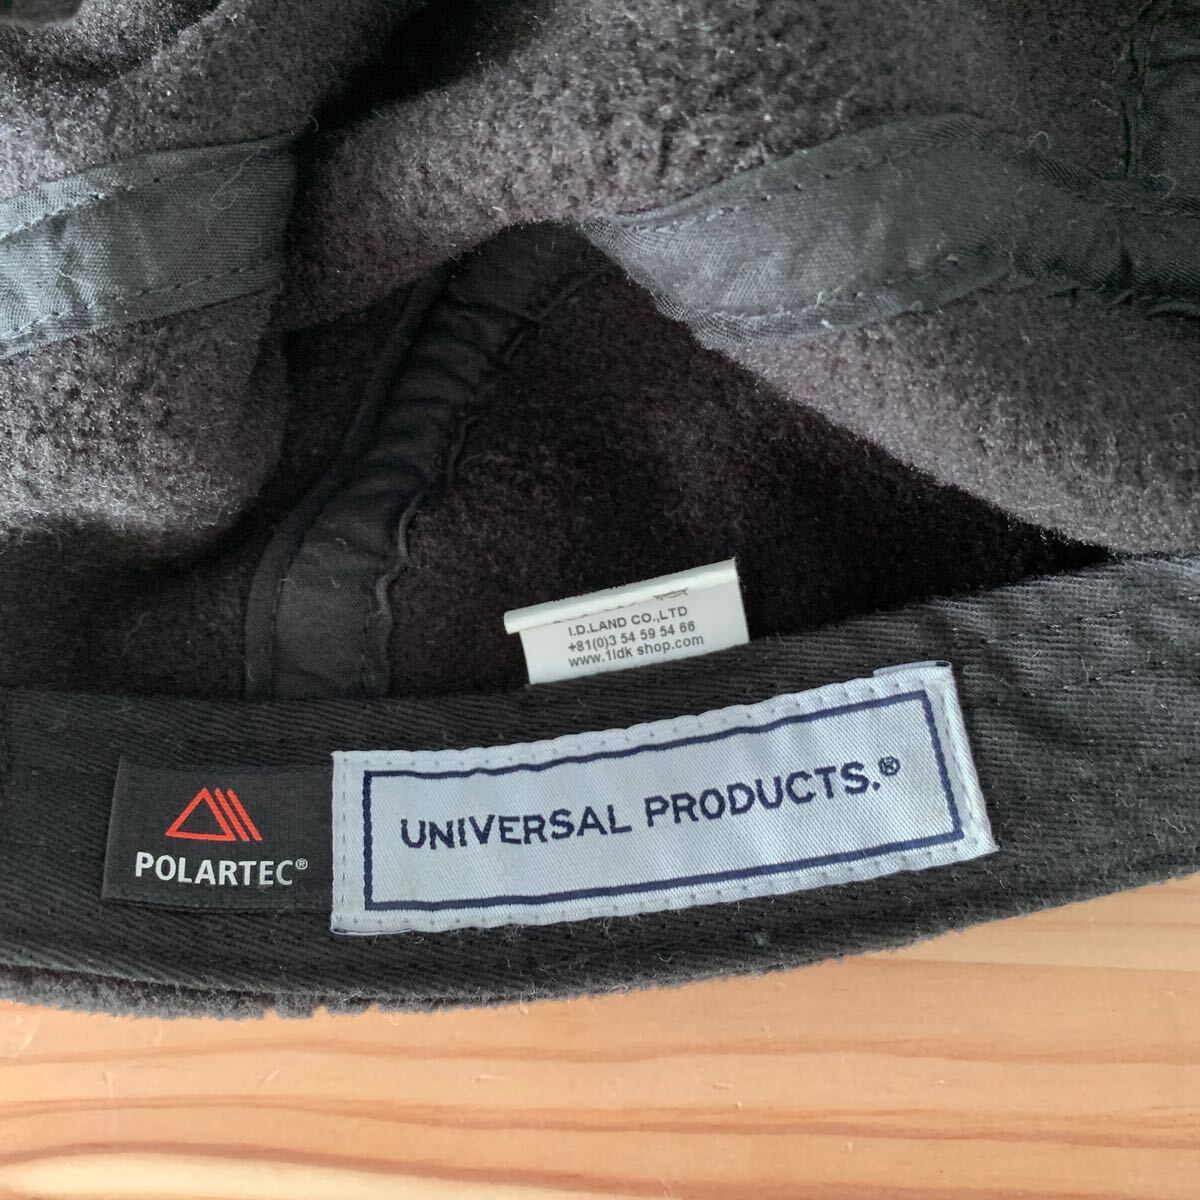 I.D.LAND CO.,LTD
+81(0)3 54 59 54 66
www.1ldk shop.com
UNIVERSAL PRODUCTS.®
POLARTEC®